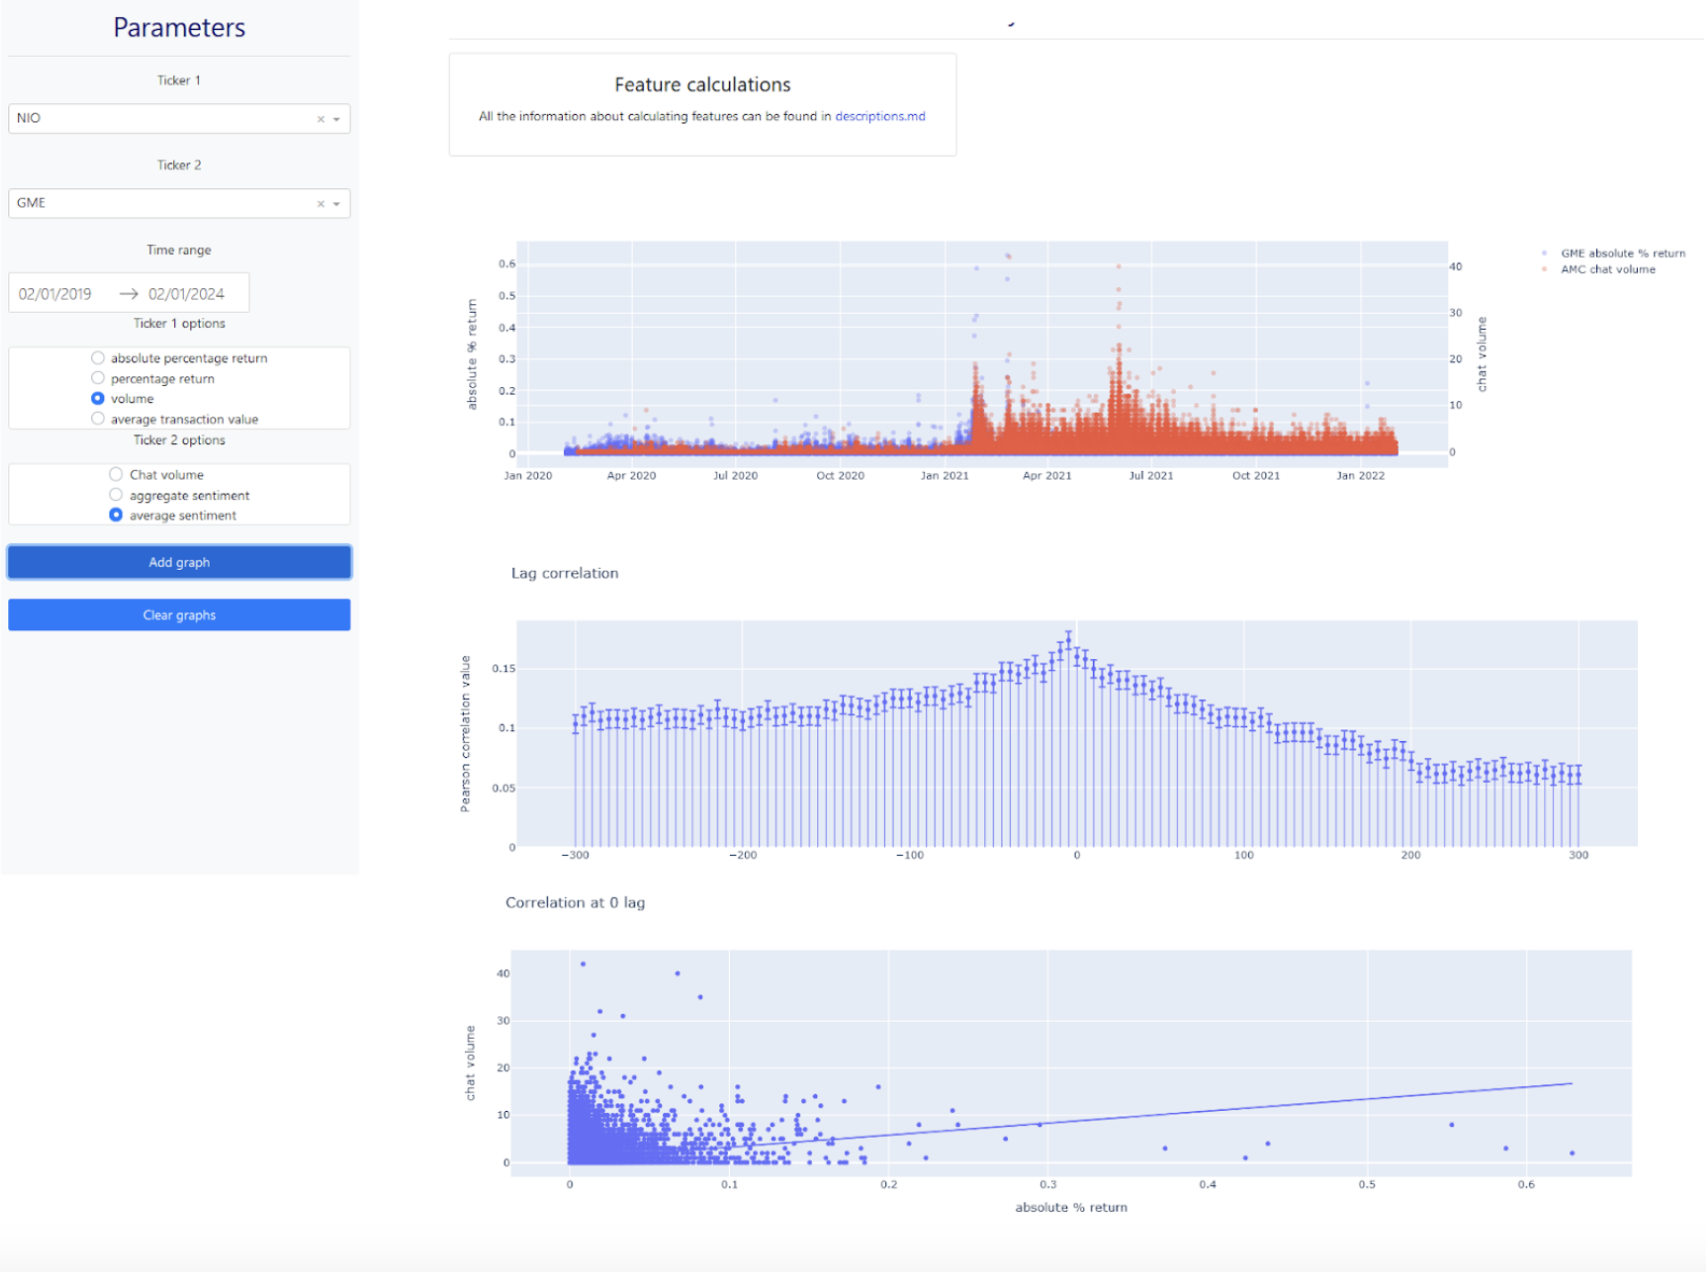 Parameters
Ticker 1
NIO
Ticker 2
GME
Time range
02/01/2019 → 02/01/2024
Ticker 1 options
absolute percentage return
percentage return
volume
average transaction value
Ticker 2 options
Chat volume
aggregate sentiment
average sentiment
Add graph
Clear graphs
Feature calculations
All the information about calculating features can be found in descriptions.md
GME absolute % return
AMC chat volume
absolute % return
0.6
0.5
0.4
0.3
0.2
0.1
0
40
30
20
10
0
chat volume
Jan 2020 Apr 2020 Jul 2020 Oct 2020 Jan 2021 Apr 2021 Jul 2021 Oct 2021 Jan 2022
Lag correlation
Pearson correlation value
0.15
0.1
0.05
0
−300 −200 −100 0 100 200 300
Correlation at 0 lag
chat volume
40
30
20
10
0
0 0.1 0.2 0.3 0.4 0.5 0.6
absolute % return